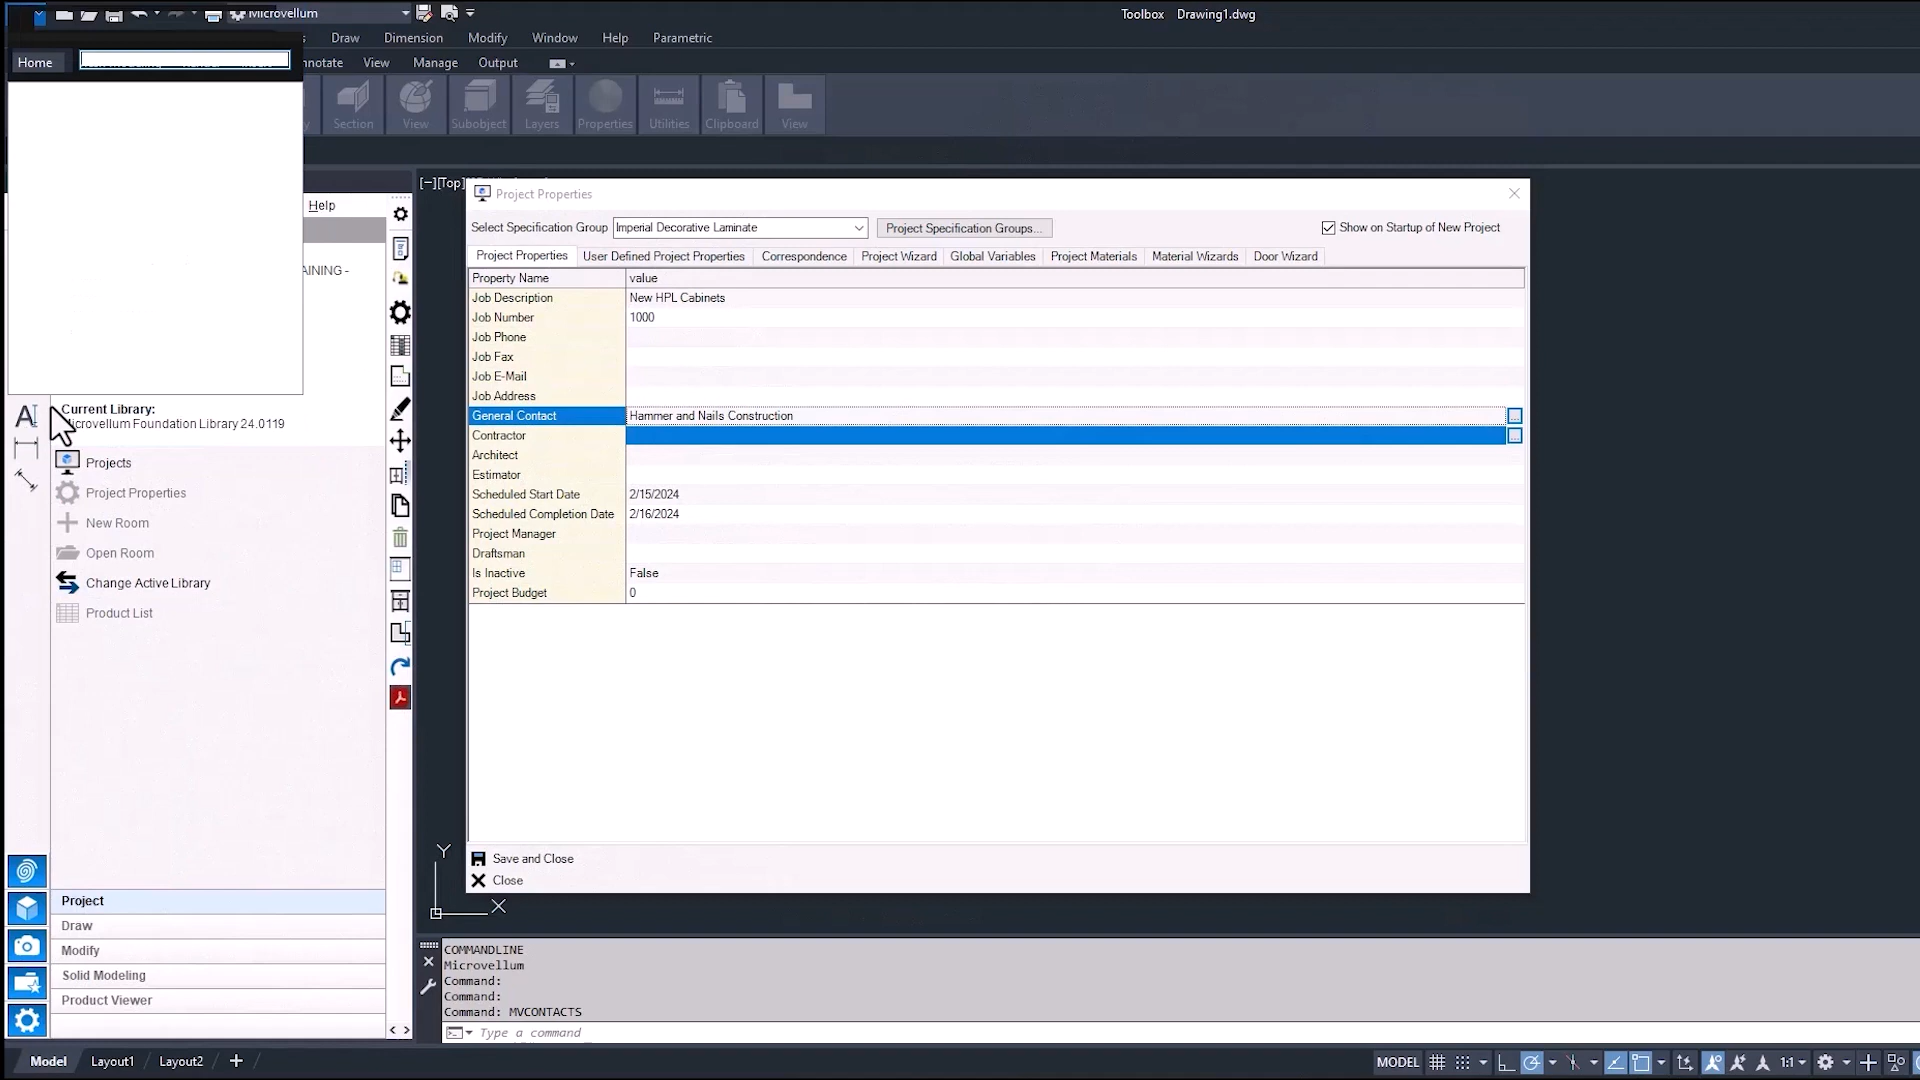 Microvellum
Toolbox Drawing1.dwg
Draw Dimension Modify Window Help Parametric
Home
View Manage Output
Section View Subobject Layers Properties Utilities Clipboard View
[−][Top]
Help
AINING -
Current Library:
Microvellum Foundation Library 24.0119
Projects
Project Properties
New Room
Open Room
Change Active Library
Product List
Project
Draw
Modify
Solid Modeling
Product Viewer
Project Properties
Select Specification Group Imperial Decorative Laminate Project Specification Groups... Show on Startup of New Project
Project Properties User Defined Project Properties Correspondence Project Wizard Global Variables Project Materials Material Wizards Door Wizard
Property Name value
Job Description New HPL Cabinets
Job Number 1000
Job Phone
Job Fax
Job E-Mail
Job Address
General Contact Hammer and Nails Construction ...
Contractor ...
Architect
Estimator
Scheduled Start Date 2/15/2024
Scheduled Completion Date 2/16/2024
Project Manager
Draftsman
Is Inactive False
Project Budget 0
Save and Close
Close
Y
X
COMMANDLINE
Microvellum
Command:
Command:
Command: MVCONTACTS
Type a command
Model Layout1 Layout2 +
MODEL 1:1